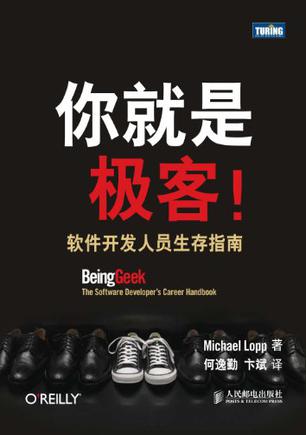 TURING
你就是
极客!
软件开发人员生存指南
BeingGeek
The Software Developer's Career Handbook
Michael Lopp 著
何逸勤 卞斌 译
O'REILLY
人民邮电出版社
POSTS & TELECOM PRESS